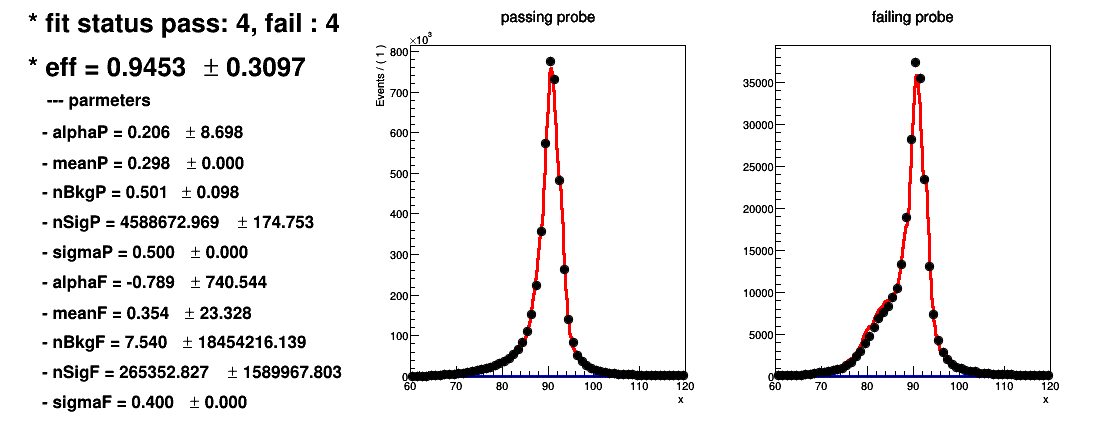 * fit status pass: 4, fail : 4
* eff = 0.9453 ± 0.3097
--- parmeters
- alphaP = 0.206 ± 8.698
- meanP = 0.298 ± 0.000
- nBkgP = 0.501 ± 0.098
- nSigP = 4588672.969 ± 174.753
- sigmaP = 0.500 ± 0.000
- alphaF = -0.789 ± 740.544
- meanF = 0.354 ± 23.328
- nBkgF = 7.540 ± 18454216.139
- nSigF = 265352.827 ± 1589967.803
- sigmaF = 0.400 ± 0.000
passing probe
×10³
Events / ( 1 )
800
700
600
500
400
300
200
100
0
60 70 80 90 100 110 120
x
failing probe
35000
30000
25000
20000
15000
10000
5000
0
60 70 80 90 100 110 120
x